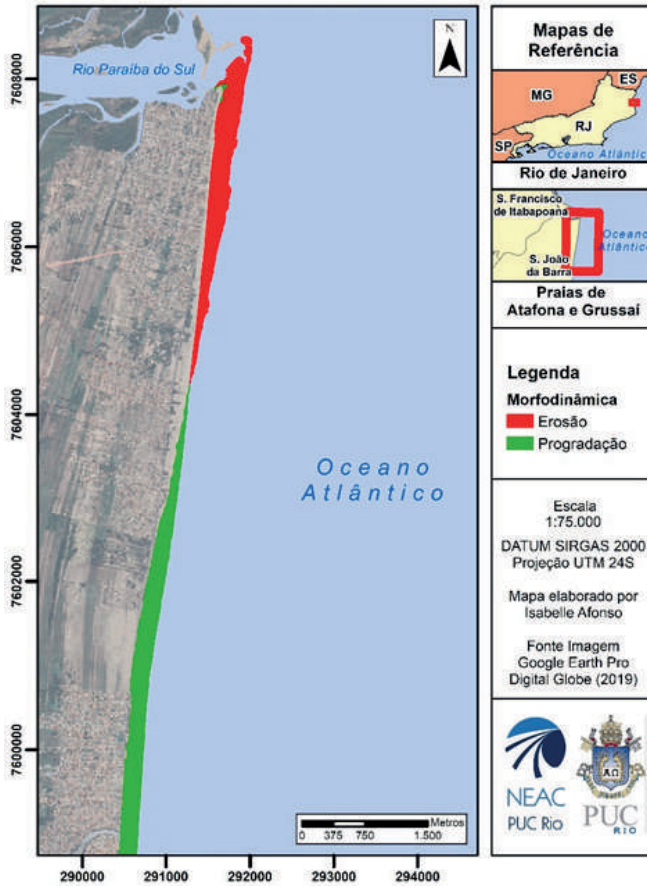 Rio Paraiba do Sul
N
Oceano
Atlântico
Metros
0 375 750 1.500
7608000
7606000
7604000
7602000
7600000
290000 291000 292000 293000 294000
Mapas de
Referência
ES
MG
RJ
SP
Oceano Atlântico
Rio de Janeiro
S. Francisco
de Itabapoana
Oceano
Atlântico
S. João
da Barra
Praias de
Atafona e Grussaí
Legenda
Morfodinâmica
Erosão
Progradação
Escala
1:75.000
DATUM SIRGAS 2000
Projeção UTM 24S
Mapa elaborado por
Isabelle Afonso
Fonte Imagem
Google Earth Pro
Digital Globe (2019)
NEAC
PUC Rio
ΑΩ
PUC
RIO